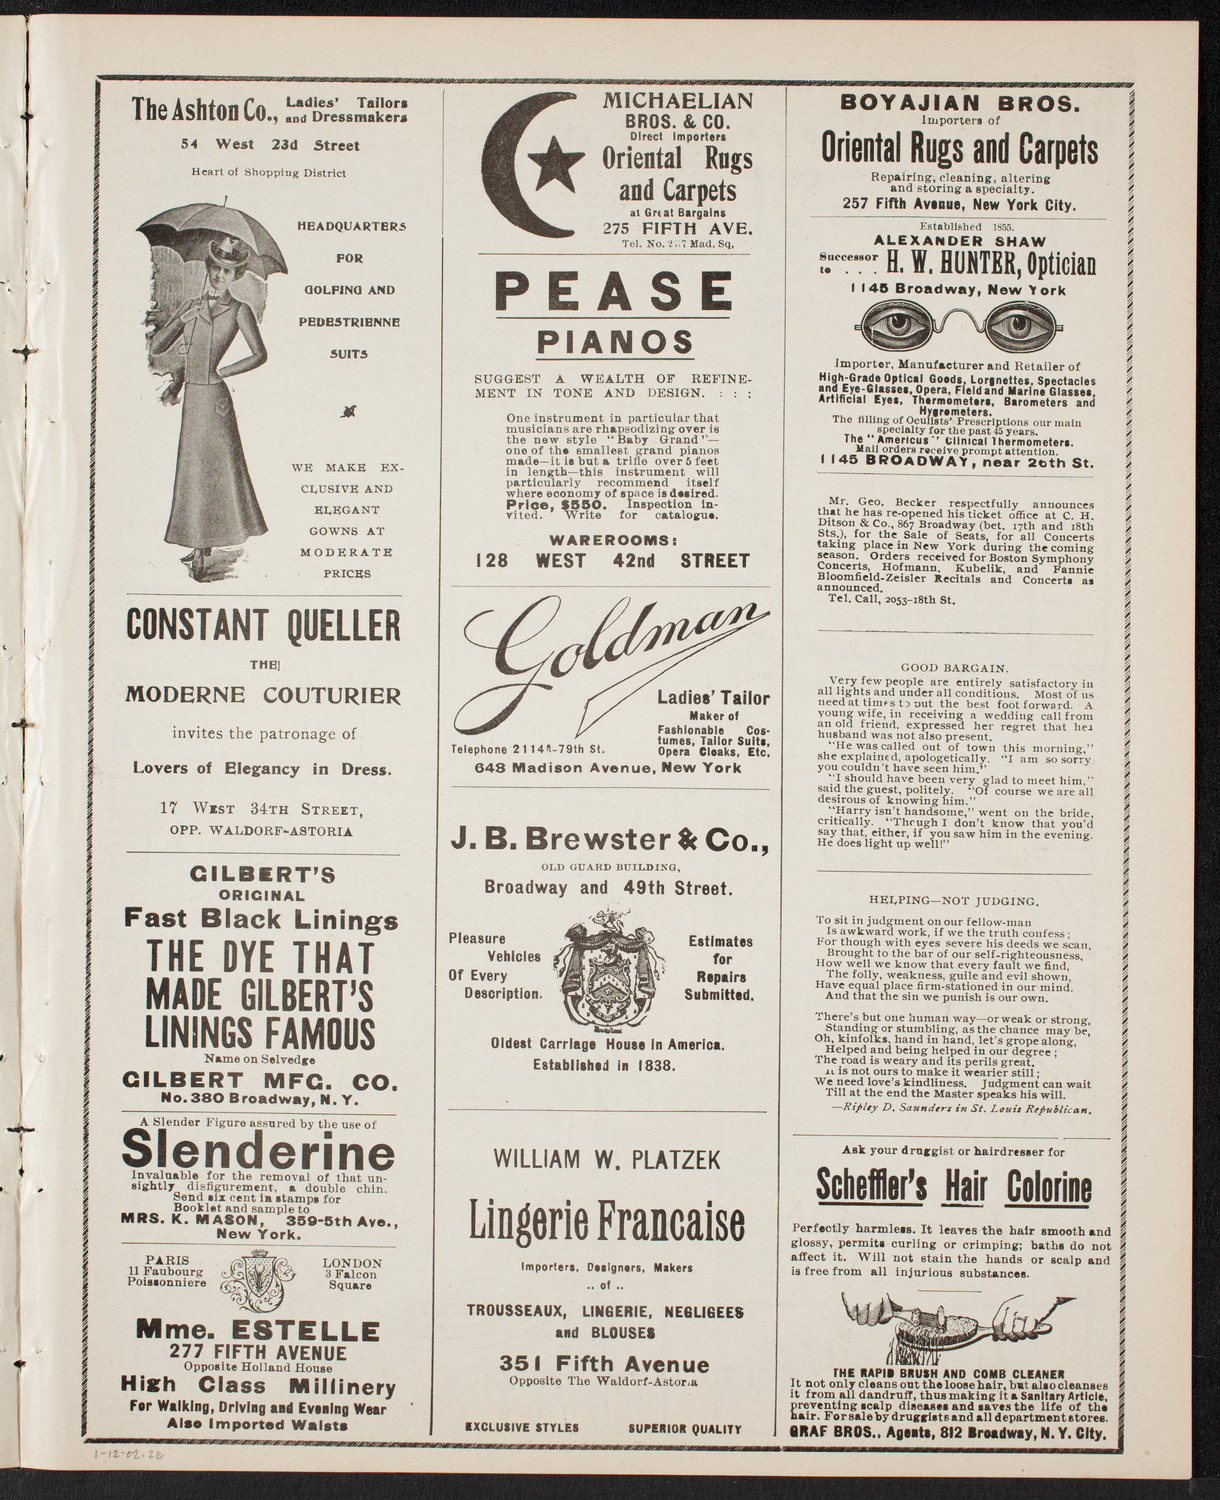 The Ashton Co., Ladies' Tailors
and Dressmakers
54 West 23d Street
Heart of Shopping District
HEADQUARTERS
FOR
GOLFING AND
PEDESTRIENNE
SUITS
WE MAKE EX-
CLUSIVE AND
ELEGANT
GOWNS AT
MODERATE
PRICES
CONSTANT QUELLER
THE]
MODERNE COUTURIER
invites the patronage of
Lovers of Elegancy in Dress.
17 WEST 34TH STREET,
OPP. WALDORF-ASTORIA
GILBERT'S
ORIGINAL
Fast Black Linings
THE DYE THAT
MADE GILBERT'S
LININGS FAMOUS
Name on Selvedge
GILBERT MFG. CO.
No. 380 Broadway, N. Y.
A Slender Figure assured by the use of
Slenderine
Invaluable for the removal of that un-
sightly disfigurement, a double chin.
Send six cent in stamps for
Booklet and sample to
MRS. K. MASON, 359-5th Ave.,
New York.
PARIS
11 Faubourg
Poissonniere
LONDON
3 Falcon
Square
Mme. ESTELLE
277 FIFTH AVENUE
Opposite Holland House
High Class Millinery
For Walking, Driving and Evening Wear
Also Imported Waists
MICHAELIAN
BROS. & CO.
Direct Importers
Oriental Rugs
and Carpets
at Great Bargains
275 FIFTH AVE.
Tel. No. Mad. Sq.
PEASE
PIANOS
SUGGEST A WEALTH OF REFINE-
MENT IN TONE AND DESIGN. : : :
One instrument in particular that
musicians are rhapsodizing over is
the new style "Baby Grand"—
one of the smallest grand pianos
made—it is but a trifle over 5 feet
in length—this instrument will
particularly recommend itself
where economy of space is desired.
Price, $550. Inspection in-
vited. Write for catalogue.
WAREROOMS:
128 WEST 42nd STREET
Goldman
Ladies' Tailor
Maker of
Fashionable Cos-
tumes, Tailor Suits,
Opera Cloaks, Etc.
Telephone 2114A-79th St.
648 Madison Avenue, New York
J. B. Brewster & Co.,
OLD GUARD BUILDING,
Broadway and 49th Street.
Pleasure
Vehicles
Of Every
Description.
Estimates
for
Repairs
Submitted.
Oldest Carriage House in America.
Established in 1838.
WILLIAM W. PLATZEK
Lingerie Francaise
Importers, Designers, Makers
.. of ..
TROUSSEAUX, LINGERIE, NEGLIGEES
and BLOUSES
351 Fifth Avenue
Opposite The Waldorf-Astoria
EXCLUSIVE STYLES SUPERIOR QUALITY
BOYAJIAN BROS.
Importers of
Oriental Rugs and Carpets
Repairing, cleaning, altering
and storing a specialty.
257 Fifth Avenue, New York City.
Established 1855.
ALEXANDER SHAW
Successor to . . . H. W. HUNTER, Optician
1145 Broadway, New York
Importer, Manufacturer and Retailer of
High-Grade Optical Goods, Lorgnettes, Spectacles
and Eye-Glasses, Opera, Field and Marine Glasses,
Artificial Eyes, Thermometers, Barometers and
Hygrometers.
The filling of Oculists' Prescriptions our main
specialty for the past 45 years.
The "Americus" Clinical Thermometers.
Mail orders receive prompt attention.
1145 BROADWAY, near 26th St.
Mr. Geo. Becker respectfully announces
that he has re-opened his ticket office at C. H.
Ditson & Co., 867 Broadway (bet. 17th and 18th
Sts.), for the Sale of Seats, for all Concerts
taking place in New York during the coming
season. Orders received for Boston Symphony
Concerts, Hofmann, Kubelik, and Fannie
Bloomfield-Zeisler Recitals and Concerts as
announced.
Tel. Call, 2053-18th St.
GOOD BARGAIN.
Very few people are entirely satisfactory in
all lights and under all conditions. Most of us
need at times to put the best foot forward. A
young wife, in receiving a wedding call from
an old friend, expressed her regret that her
husband was not also present.
"He was called out of town this morning,"
she explained, apologetically. "I am so sorry
you couldn't have seen him."
"I should have been very glad to meet him,"
said the guest, politely. "Of course we are all
desirous of knowing him."
"Harry isn't handsome," went on the bride,
critically. "Through I don't know that you'd
say that, either, if you saw him in the evening.
He does light up well!"
HELPING—NOT JUDGING.
To sit in judgment on our fellow-man
Is awkward work, if we the truth confess;
For though with eyes severe his deeds we scan,
Brought to the bar of our self-righteousness,
How well we know that every fault we find,
The folly, weakness, guile and evil shown,
Have equal place firm-stationed in our mind.
And that the sin we punish is our own.
There's but one human way—or weak or strong,
Standing or stumbling, as the chance may be,
Oh, kinfolks, hand in hand, let's grope along,
Helped and being helped in our degree;
The road is weary and its perils great,
It is not ours to make it wearier still;
We need love's kindliness. Judgment can wait
Till at the end the Master speaks his will.
—Ripley D. Saunders in St. Louis Republican.
Ask your druggist or hairdresser for
Scheffler's Hair Colorine
Perfectly harmless. It leaves the hair smooth and
glossy, permits curling or crimping; baths do not
affect it. Will not stain the hands or scalp and
is free from all injurious substances.
THE RAPID BRUSH AND COMB CLEANER
It not only cleans out the loose hair, but also cleanses
it from all dandruff, thus making it a Sanitary Article,
preventing scalp diseases and saves the life of the
hair. For sale by druggists and all department stores.
GRAF BROS., Agents, 812 Broadway, N. Y. City.
1-12-02, 2E